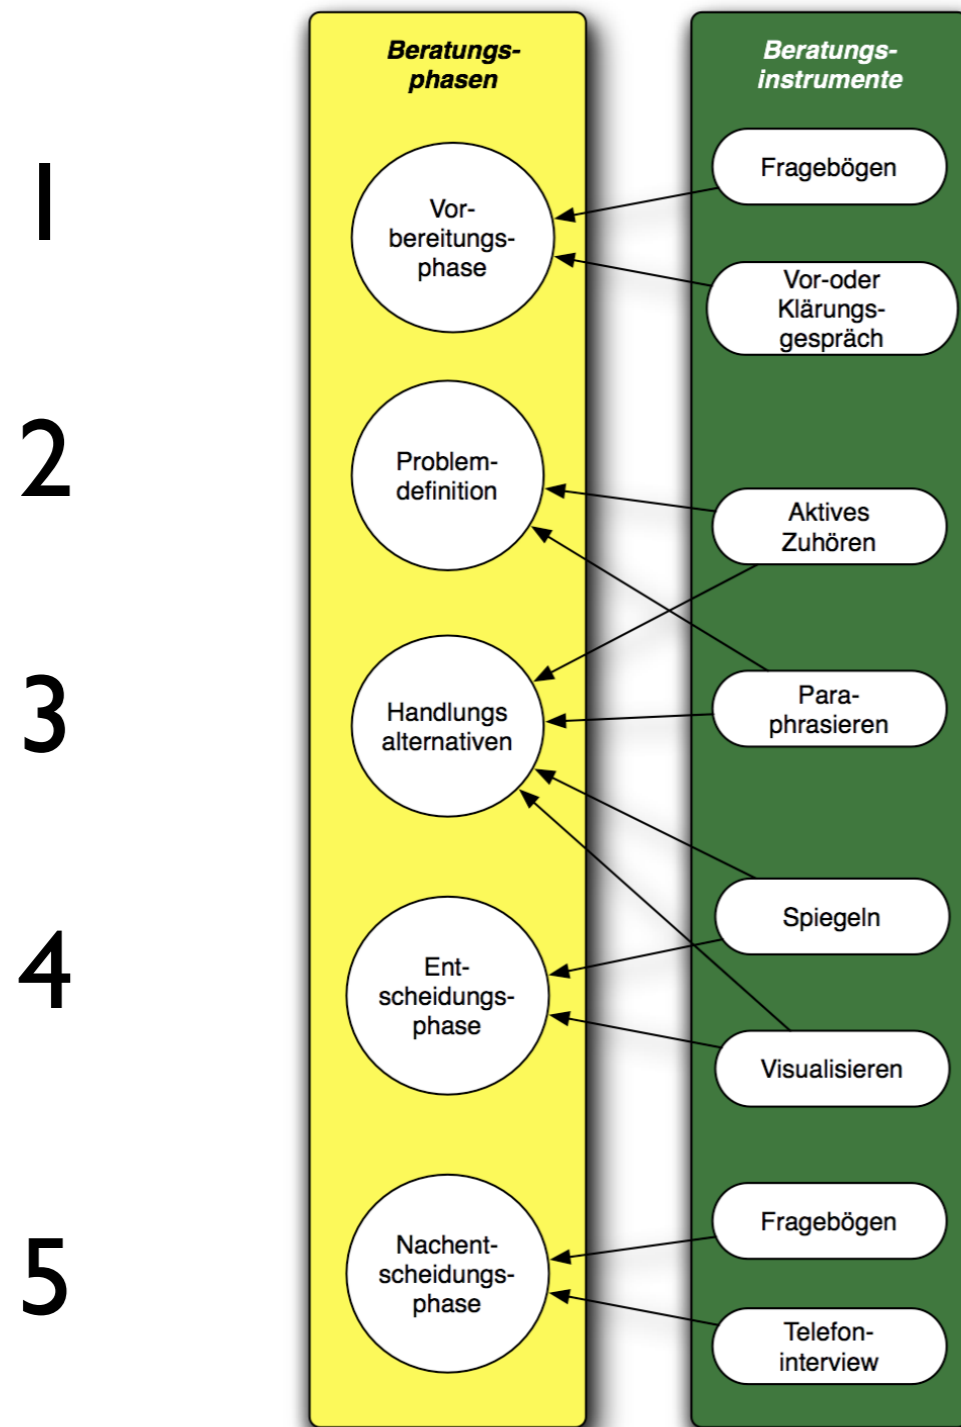 Beratungs-
phasen
Beratungs-
instrumente
1
Vor-
bereitungs-
phase
Fragebögen
Vor-oder
Klärungs-
gespräch
2
Problem-
definition
Aktives
Zuhören
3
Handlungs
alternativen
Para-
phrasieren
4
Ent-
scheidungs-
phase
Spiegeln
Visualisieren
5
Nachent-
scheidungs-
phase
Fragebögen
Telefon-
interview